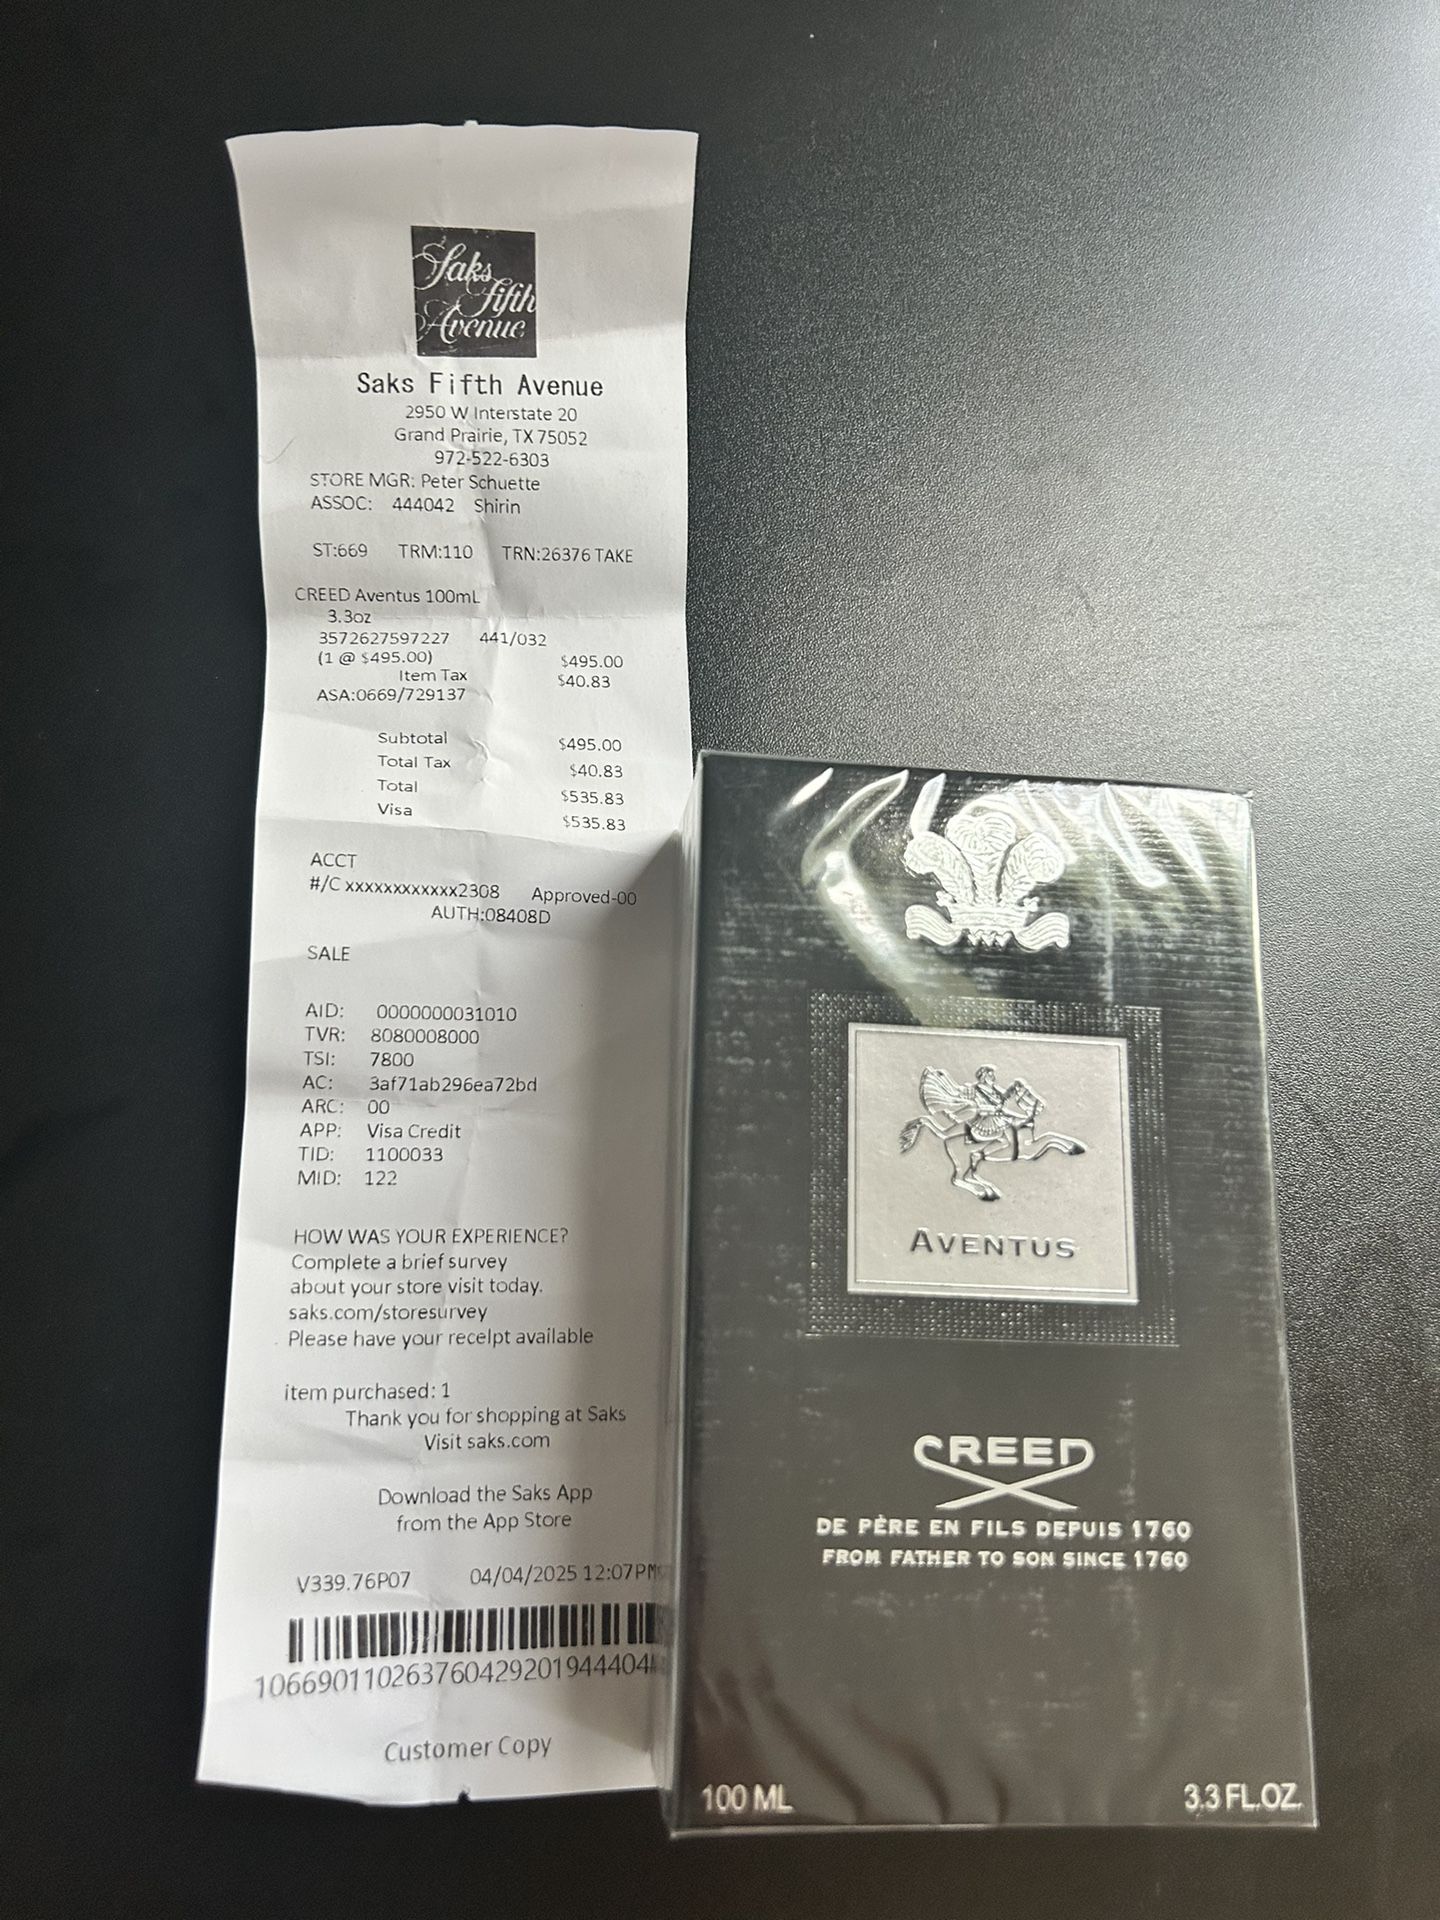 Saks
fifth
Avenue
Saks Fifth Avenue
2950 W Interstate 20
Grand Prairie, TX 75052
972-522-6303
STORE MGR: Peter Schuette
ASSOC: 444042 Shirin
ST:669 TRM:110 TRN:26376 TAKE
CREED Aventus 100mL
3.3oz
3572627597227 441/032
(1 @ $495.00) $495.00
Item Tax $40.83
ASA:0669/729137
Subtotal $495.00
Total Tax $40.83
Total $535.83
Visa $535.83
ACCT
#/C xxxxxxxxxxxx2308 Approved-00
AUTH:08408D
SALE
AID: 0000000031010
TVR: 8080008000
TSI: 7800
AC: 3af71ab296ea72bd
ARC: 00
APP: Visa Credit
TID: 1100033
MID: 122
HOW WAS YOUR EXPERIENCE?
Complete a brief survey
about your store visit today.
saks.com/storesurvey
Please have your recelpt available
item purchased: 1
Thank you for shopping at Saks
Visit saks.com
Download the Saks App
from the App Store
V339.76P07 04/04/2025 12:07PM
106690110263760429201944404
Customer Copy
AVENTUS
CREED
DE PÈRE EN FILS DEPUIS 1760
FROM FATHER TO SON SINCE 1760
100 ML 3.3 FL.OZ.